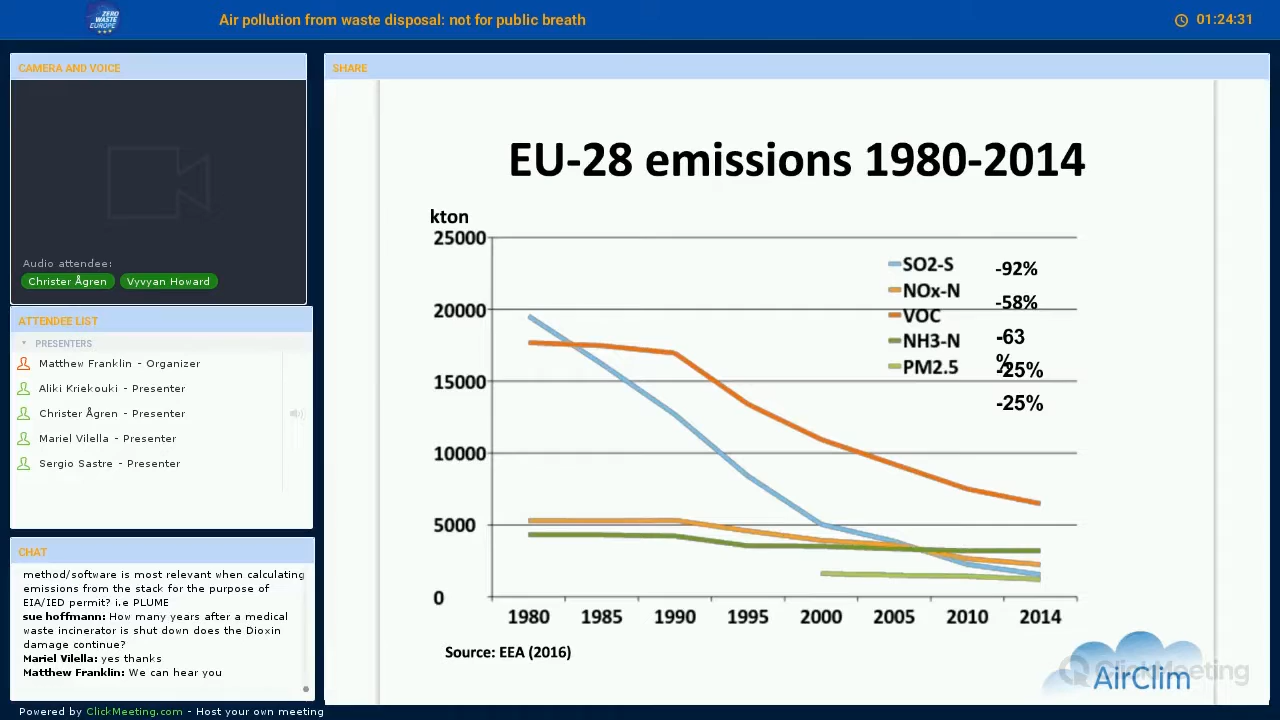 ZERO WASTE EUROPE
Air pollution from waste disposal: not for public breath
01:24:31
CAMERA AND VOICE
Audio attendee:
Christer Ågren
Vyvyan Howard
ATTENDEE LIST
PRESENTERS
Matthew Franklin - Organizer
Aliki Kriekouki - Presenter
Christer Ågren - Presenter
Mariel Vilella - Presenter
Sergio Sastre - Presenter
CHAT
method/software is most relevant when calculating
emissions from the stack for the purpose of
EIA/IED permit? i.e PLUME
sue hoffmann: How many years after a medical
waste incinerator is shut down does the Dioxin
damage continue?
Mariel Vilella: yes thanks
Matthew Franklin: We can hear you
SHARE
EU-28 emissions 1980-2014
kton
25000
20000
15000
10000
5000
0
SO2-S -92%
NOx-N -58%
VOC -63 %
NH3-N -25%
PM2.5 -25%
1980 1985 1990 1995 2000 2005 2010 2014
Source: EEA (2016)
ClickMeeting
AirClim
Powered by ClickMeeting.com - Host your own meeting